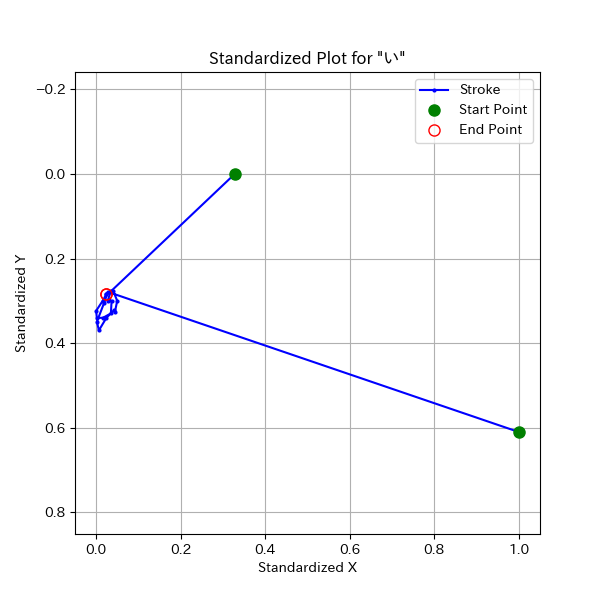 Standardized Plot for "い"
Stroke
Start Point
End Point
−0.2
0.0
0.2
0.4
0.6
0.8
Standardized Y
0.0 0.2 0.4 0.6 0.8 1.0
Standardized X